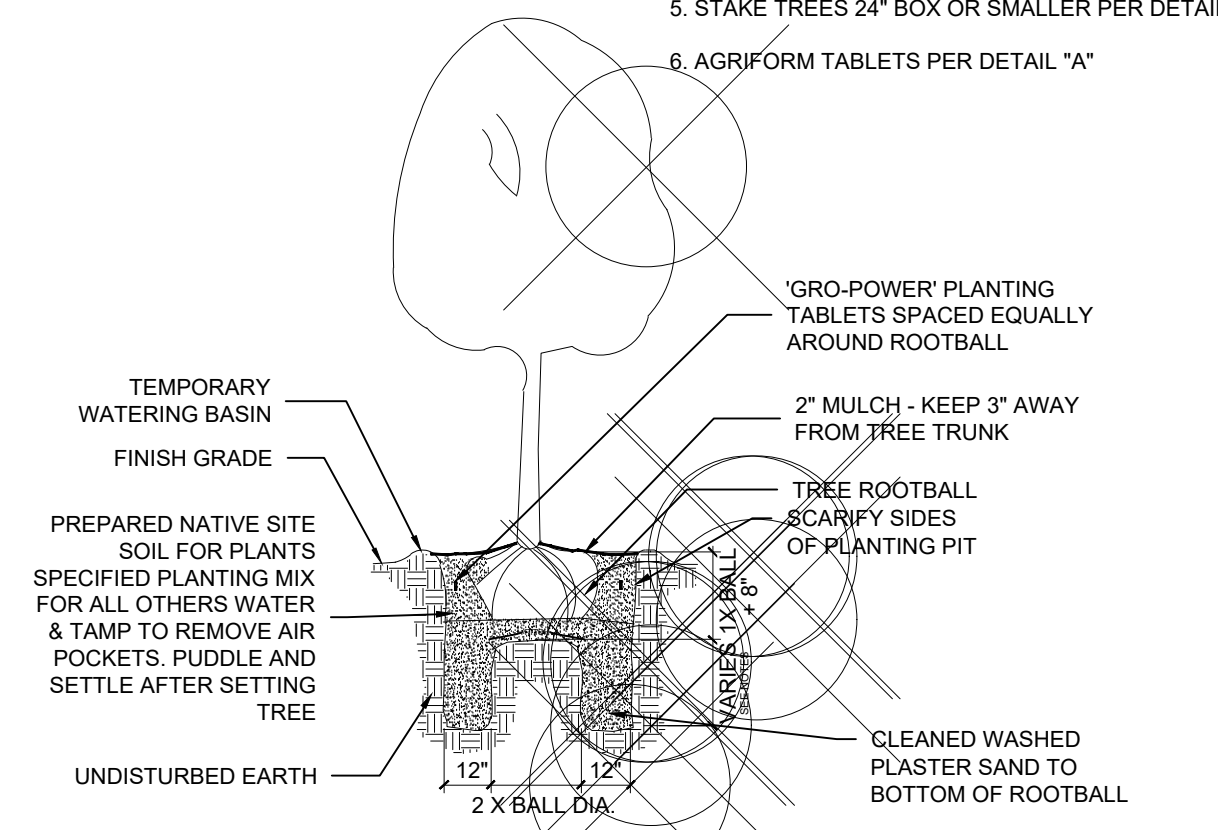 5. STAKE TREES 24" BOX OR SMALLER PER DETAIL
6. AGRIFORM TABLETS PER DETAIL "A"
'GRO-POWER' PLANTING
TABLETS SPACED EQUALLY
AROUND ROOTBALL
TEMPORARY
WATERING BASIN
2" MULCH - KEEP 3" AWAY
FROM TREE TRUNK
FINISH GRADE
TREE ROOTBALL
SCARIFY SIDES
OF PLANTING PIT
PREPARED NATIVE SITE
SOIL FOR PLANTS
SPECIFIED PLANTING MIX
FOR ALL OTHERS WATER
& TAMP TO REMOVE AIR
POCKETS. PUDDLE AND
SETTLE AFTER SETTING
TREE
VARIES 1X BALL
+ 8"
SEE NOTES
CLEANED WASHED
PLASTER SAND TO
BOTTOM OF ROOTBALL
UNDISTURBED EARTH
12"
12"
2 X BALL DIA.